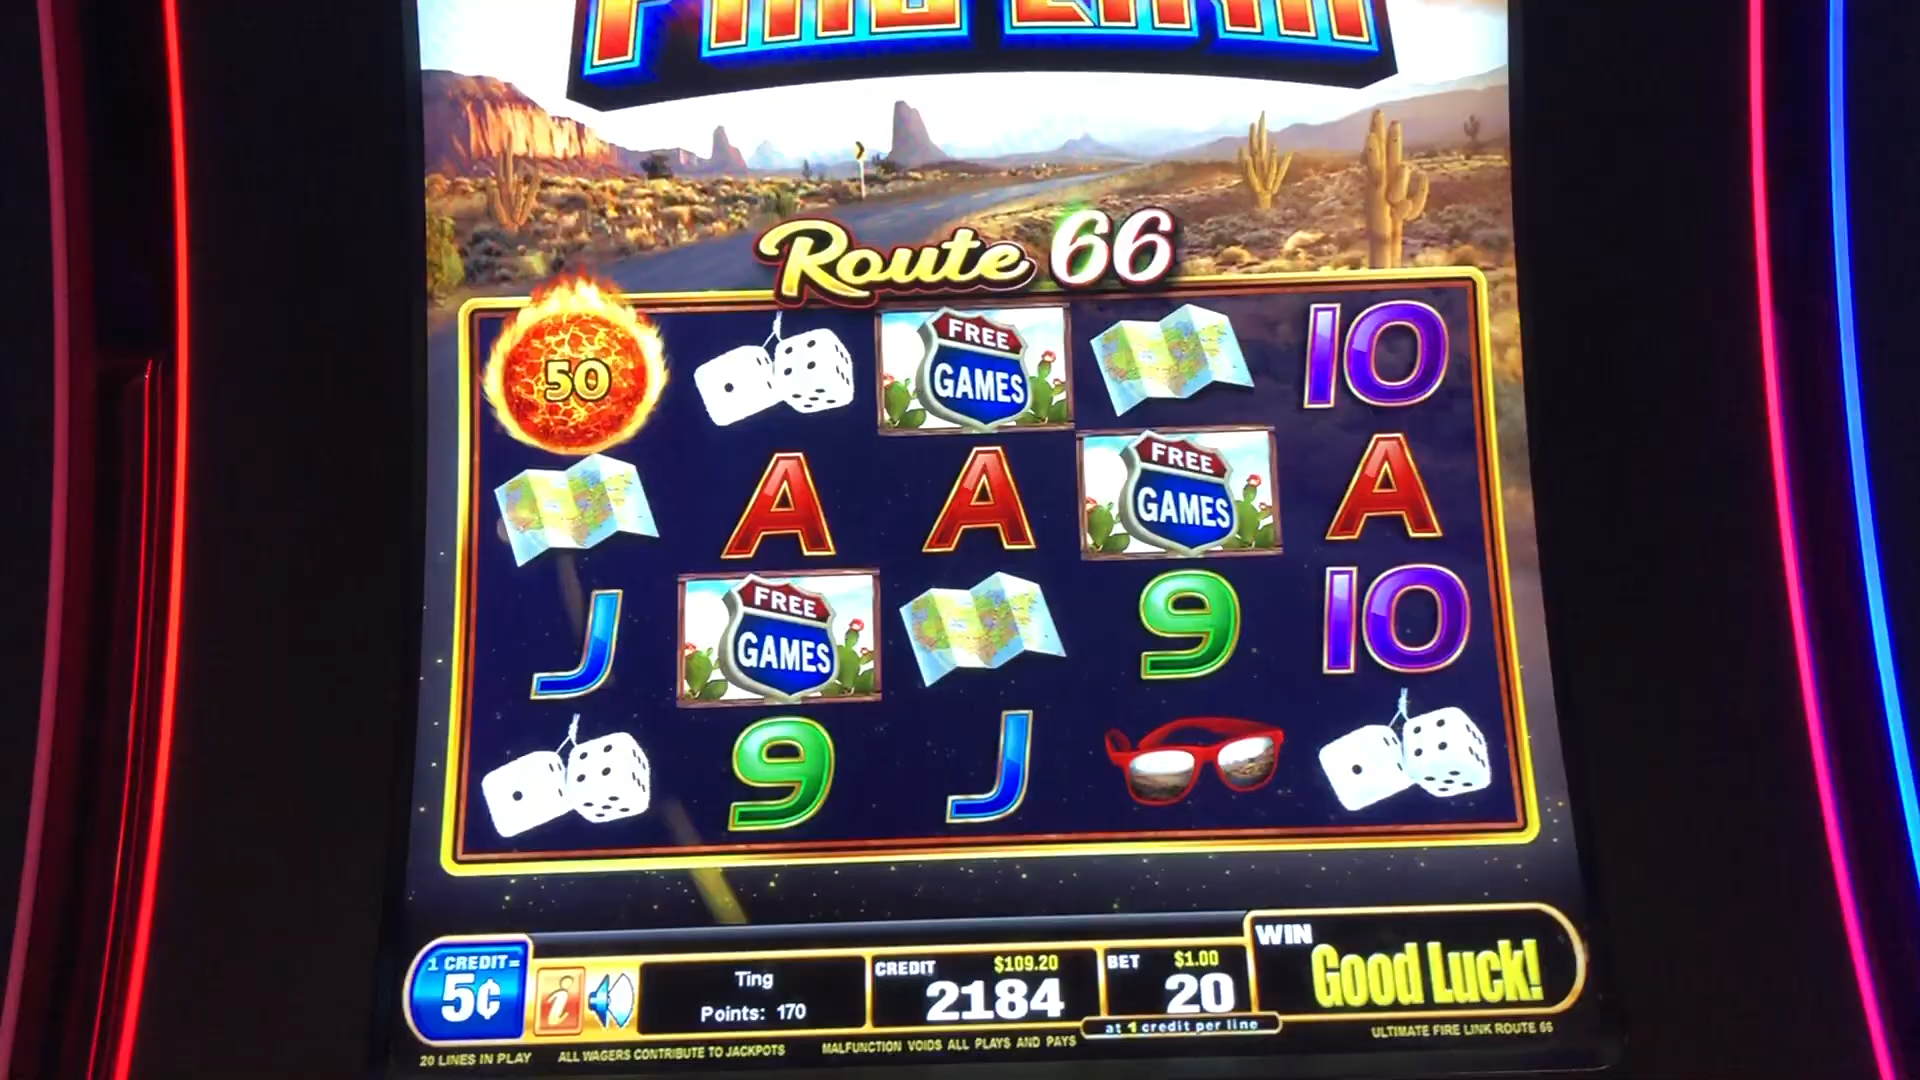 Route 66
50
FREE
GAMES
10
A
A
FREE
GAMES
A
J
FREE
GAMES
9
10
9
J
1 CREDIT=
5¢
i
Ting
Points: 170
CREDIT $109.20
2184
BET $1.00
20
at 1 credit per line
WIN
Good Luck!
20 LINES IN PLAY
ALL WAGERS CONTRIBUTE TO JACKPOTS
MALFUNCTION VOIDS ALL PLAYS AND PAYS
ULTIMATE FIRE LINK ROUTE 66